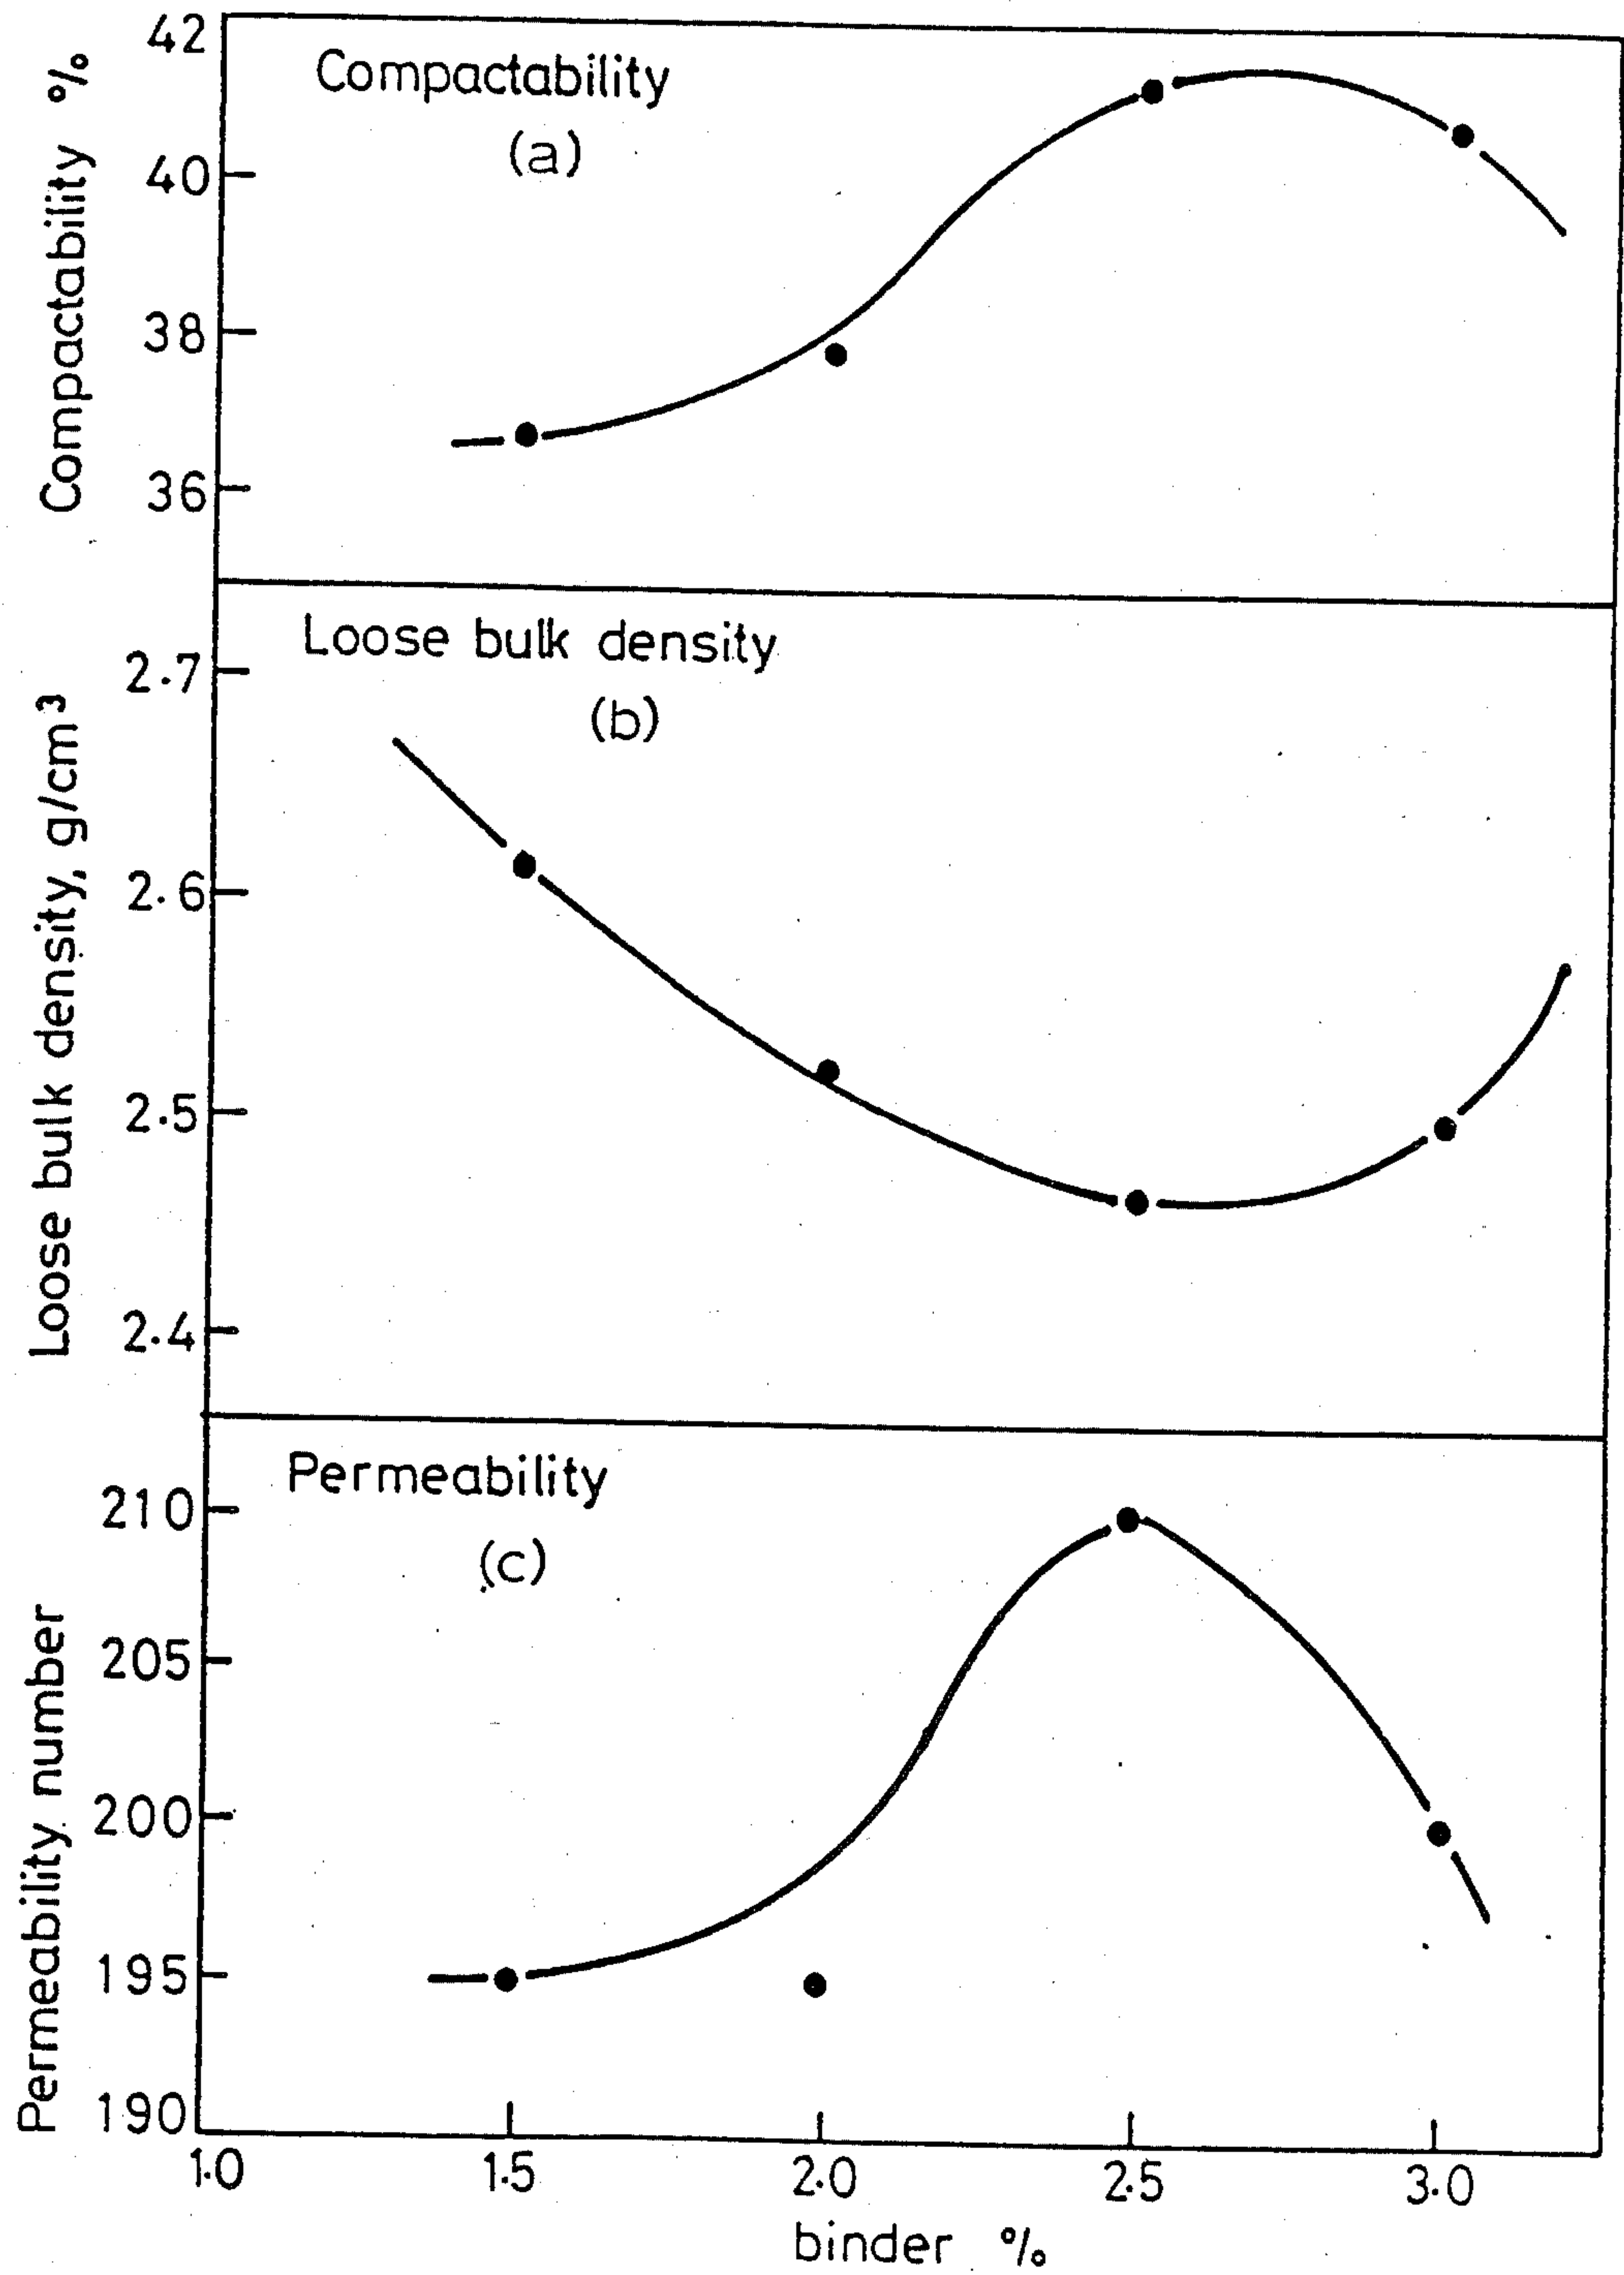 Compactability %
42
40
38
36
Compactability
(a)
Loose bulk density, g/cm³
2.7
2.6
2.5
2.4
Loose bulk density
(b)
Permeability number
210
205
200
195
190
Permeability
(c)
1.0 1.5 2.0 2.5 3.0
binder %